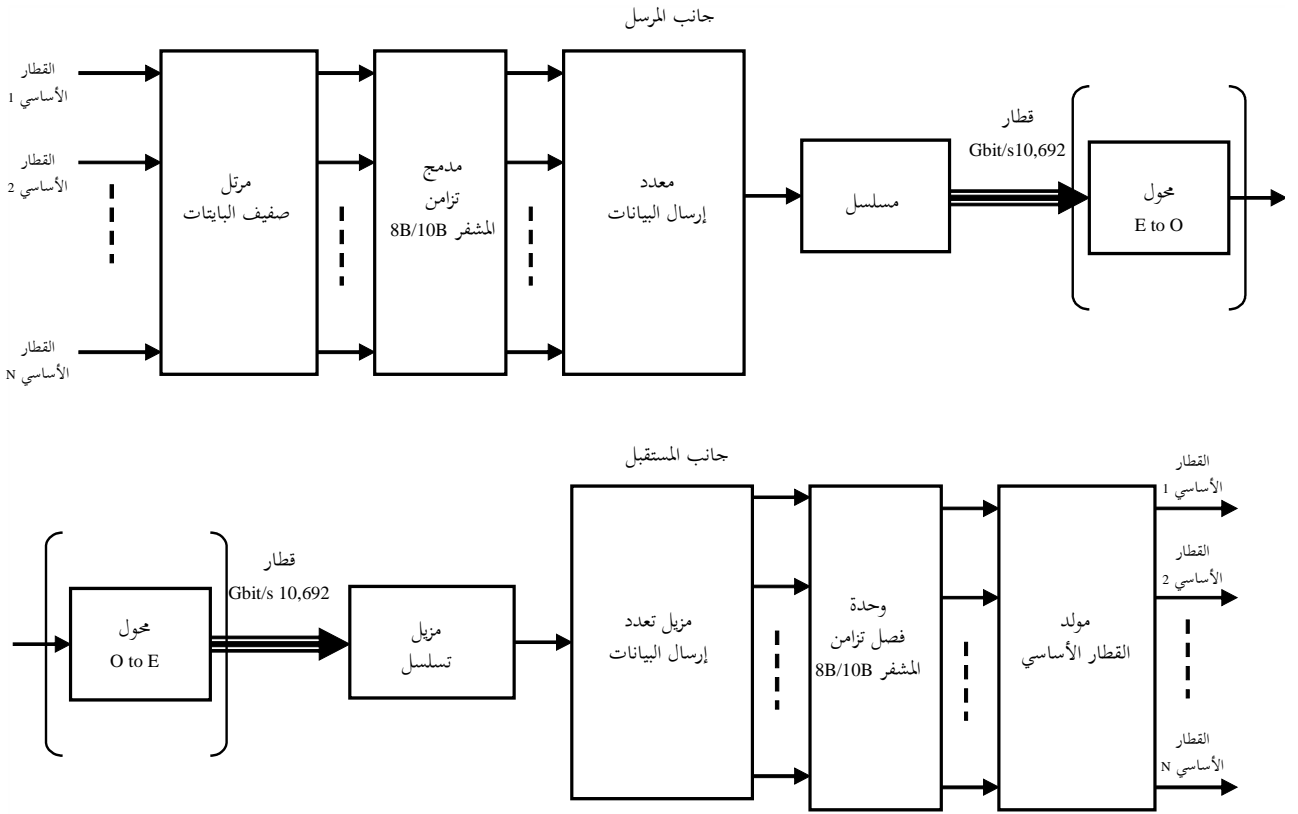 جانب المرسل
القطار
الأساسي 1
القطار
الأساسي 2
القطار
الأساسي N
مرتل
صفيف البايتات
مدمج
تزامن
المشفر 8B/10B
معدد
إرسال البيانات
مسلسل
قطار
Gbit/s10,692
محول
E to O
جانب المستقبل
محول
O to E
قطار
Gbit/s 10,692
مزيل
تسلسل
مزيل تعدد
إرسال البيانات
وحدة
فصل تزامن
المشفر 8B/10B
مولد
القطار الأساسي
القطار
الأساسي 1
القطار
الأساسي 2
القطار
الأساسي N